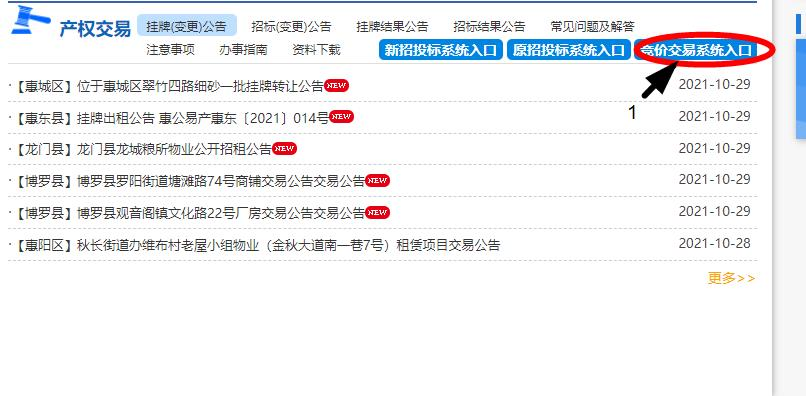 产权交易 挂牌(变更)公告 招标(变更)公告 挂牌结果公告 招标结果公告 常见问题及解答
注意事项 办事指南 资料下载 新招投标系统入口 原招投标系统入口 竞价交易系统入口
1
·【惠城区】位于惠城区翠竹四路细砂一批挂牌转让公告 NEW 2021-10-29
·【惠东县】挂牌出租公告 惠公易产惠东〔2021〕014号 NEW 2021-10-29
·【龙门县】龙门县龙城粮所物业公开招租公告 NEW 2021-10-29
·【博罗县】博罗县罗阳街道塘滩路74号商铺交易公告交易公告 NEW 2021-10-29
·【博罗县】博罗县观音阁镇文化路22号厂房交易公告交易公告 NEW 2021-10-29
·【惠阳区】秋长街道办维布村老屋小组物业（金秋大道南一巷7号）租赁项目交易公告 2021-10-28
更多>>